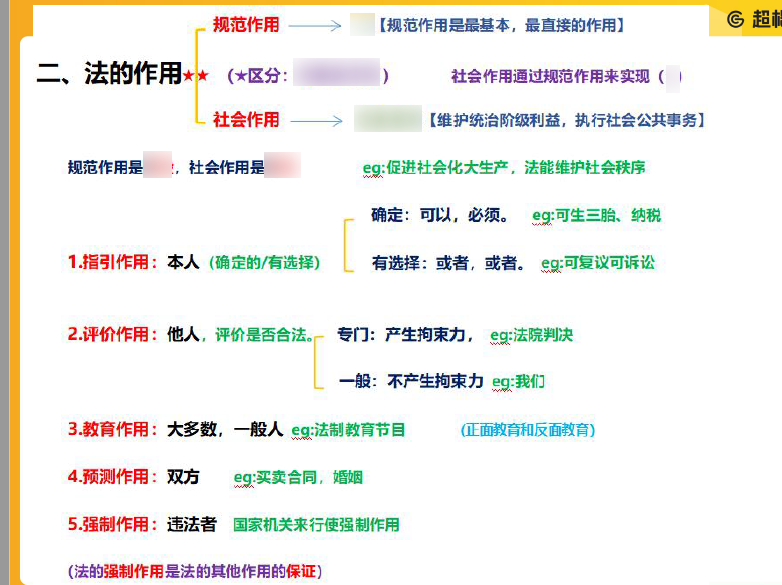 规范作用 【规范作用是最基本，最直接的作用】
超
二、法的作用★★ （★区分： ） 社会作用通过规范作用来实现（ ）
社会作用 【维护统治阶级利益，执行社会公共事务】
规范作用是 ，社会作用是 eg:促进社会化大生产，法能维护社会秩序
确定：可以，必须。 eg:可生三胎、纳税
1.指引作用：本人（确定的/有选择）
有选择：或者，或者。 eg:可复议可诉讼
2.评价作用：他人，评价是否合法。 专门：产生拘束力， eg:法院判决
一般：不产生拘束力 eg:我们
3.教育作用：大多数，一般人 eg:法制教育节目 （正面教育和反面教育）
4.预测作用：双方 eg:买卖合同，婚姻
5.强制作用：违法者 国家机关来行使强制作用
（法的强制作用是法的其他作用的保证）